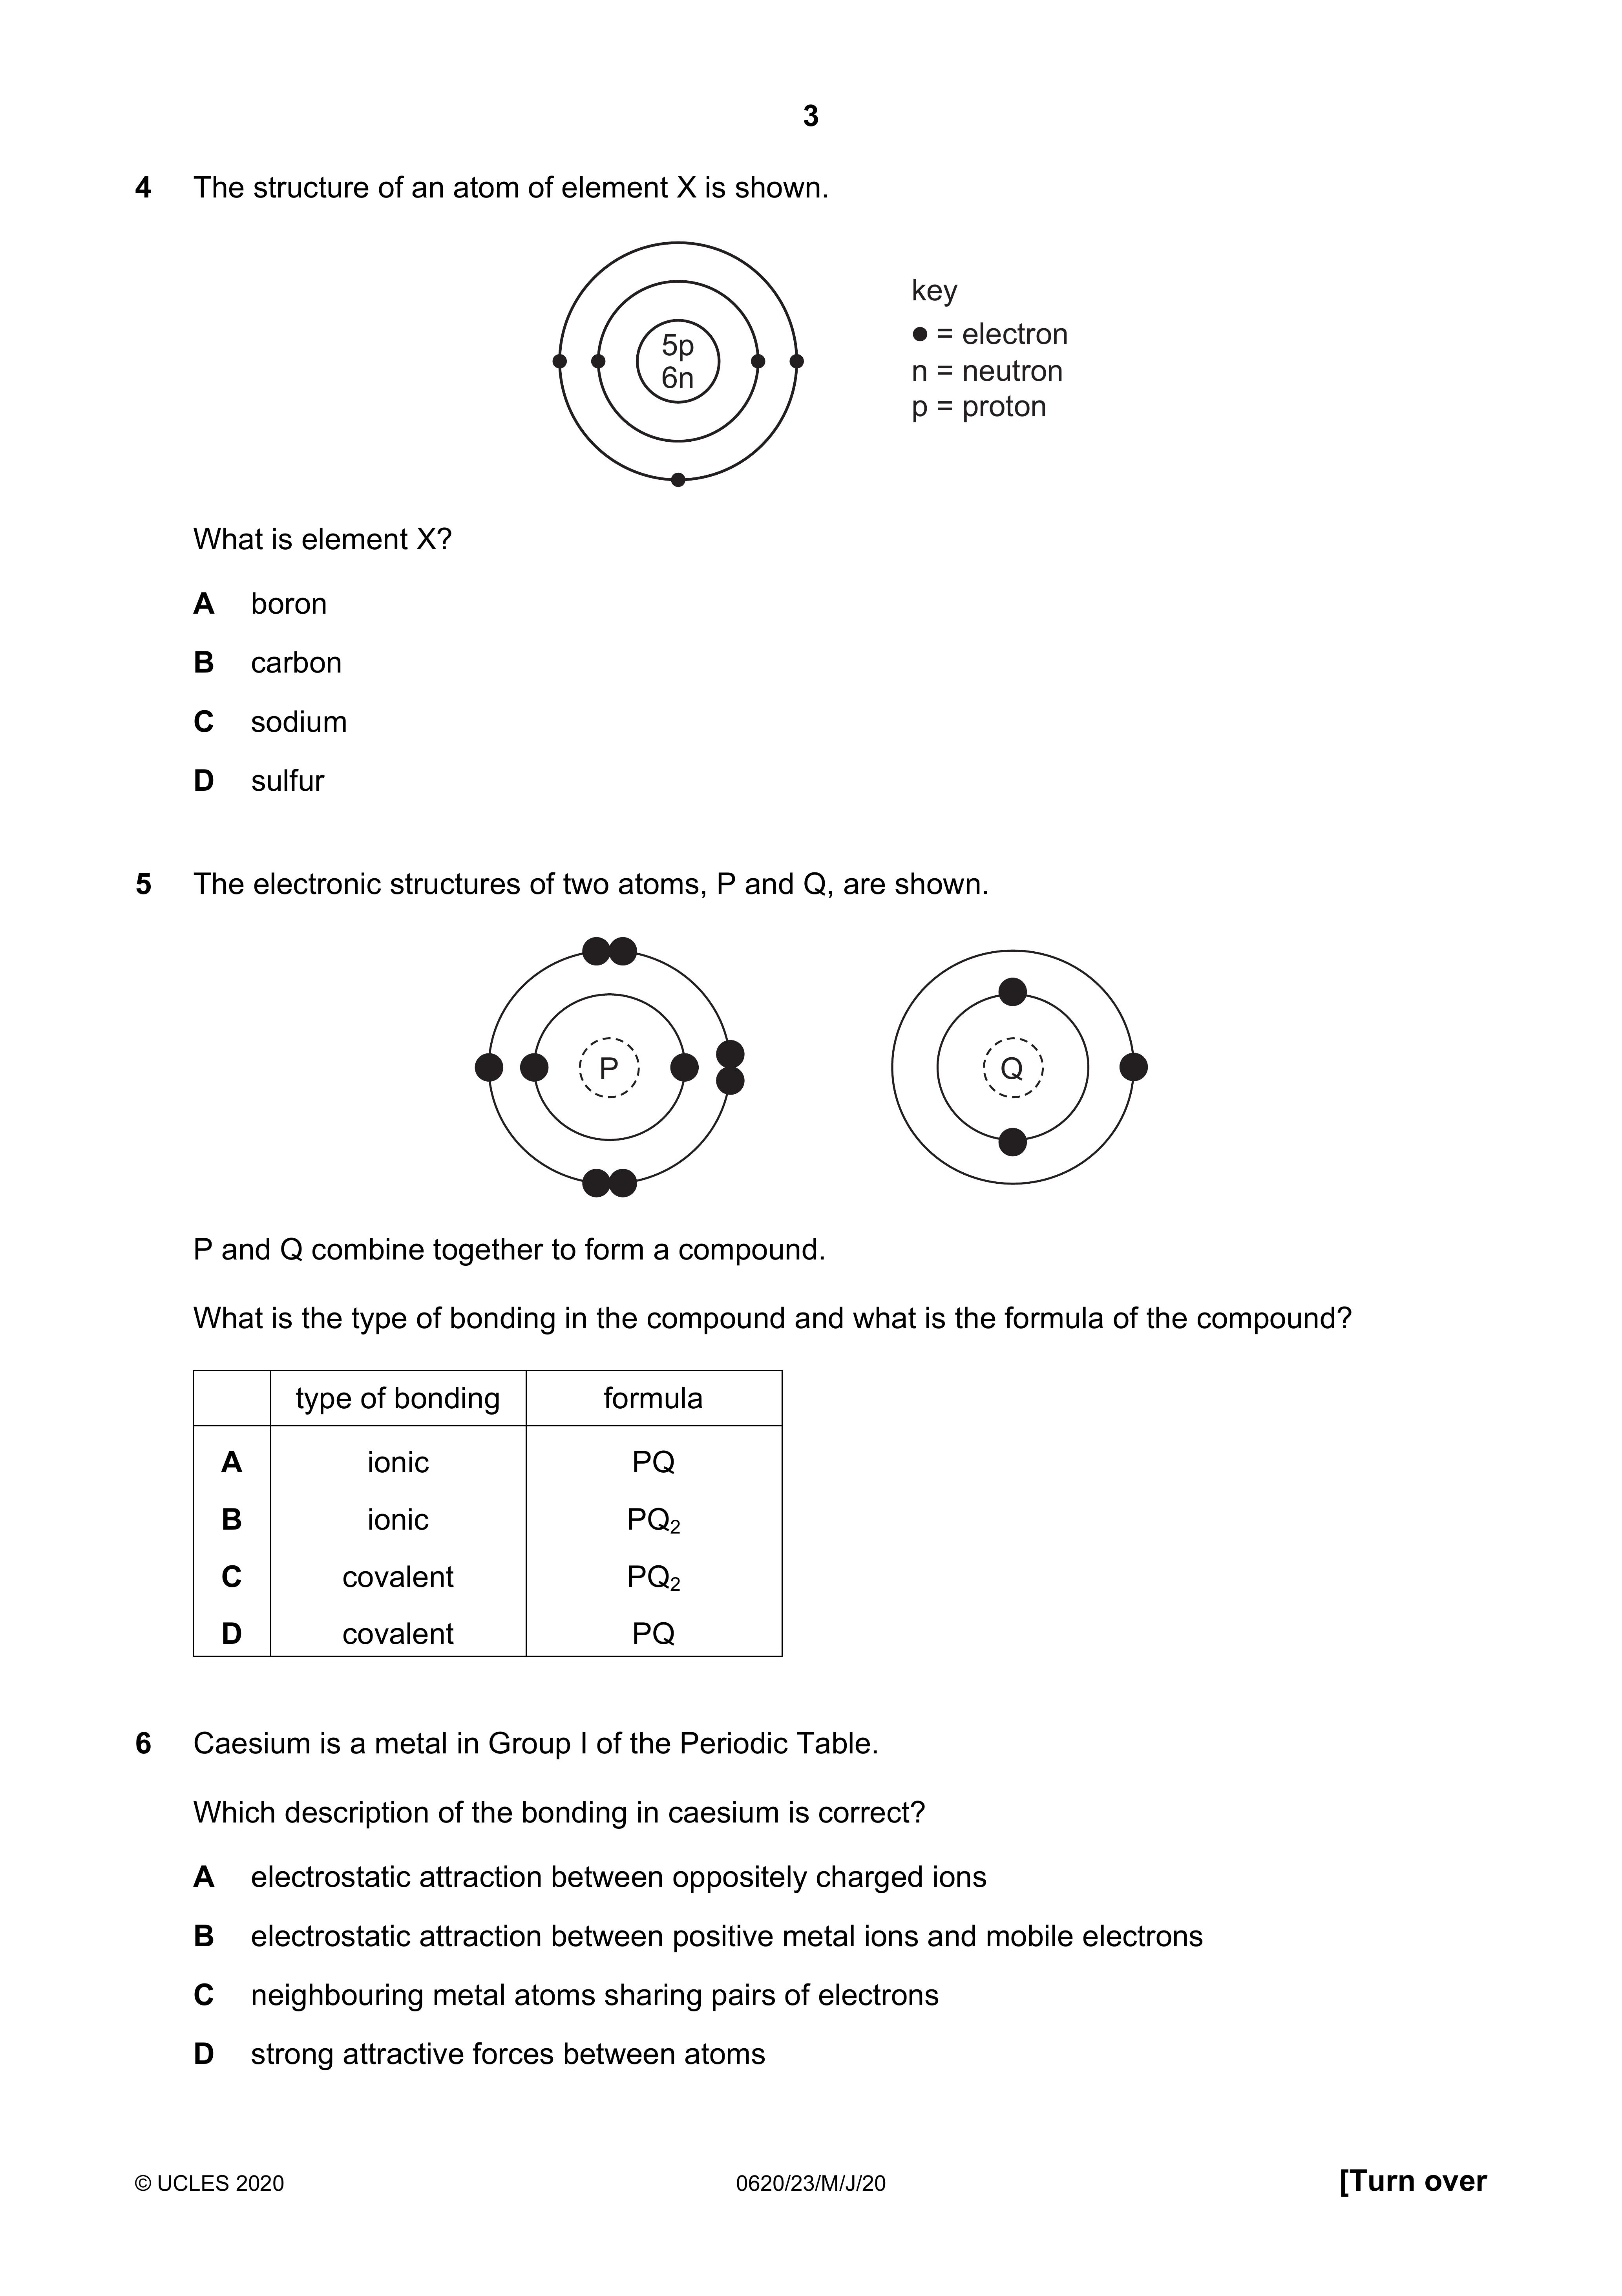 3
4 The structure of an atom of element X is shown.
5p
6n
key
● = electron
n = neutron
p = proton
What is element X?
A boron
B carbon
C sodium
D sulfur
5 The electronic structures of two atoms, P and Q, are shown.
P
Q
P and Q combine together to form a compound.
What is the type of bonding in the compound and what is the formula of the compound?
type of bonding formula
A ionic PQ
B ionic PQ₂
C covalent PQ₂
D covalent PQ
6 Caesium is a metal in Group I of the Periodic Table.
Which description of the bonding in caesium is correct?
A electrostatic attraction between oppositely charged ions
B electrostatic attraction between positive metal ions and mobile electrons
C neighbouring metal atoms sharing pairs of electrons
D strong attractive forces between atoms
© UCLES 2020 0620/23/M/J/20 [Turn over